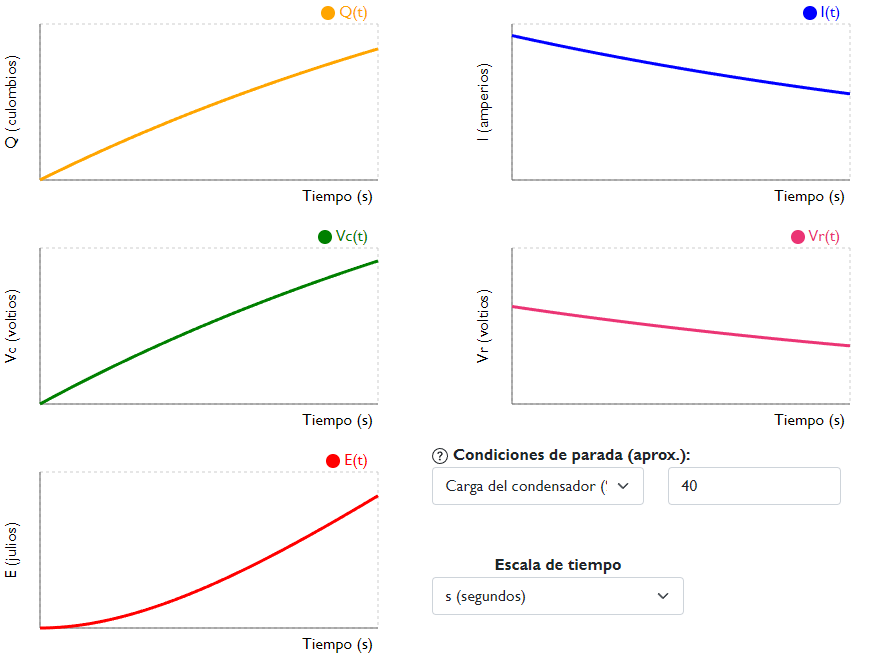 Q(t)
Q (culombios)
Tiempo (s)
I(t)
I (amperios)
Tiempo (s)
Vc(t)
Vc (voltios)
Tiempo (s)
Vr(t)
Vr (voltios)
Tiempo (s)
E(t)
E (julios)
Tiempo (s)
? Condiciones de parada (aprox.):
Carga del condensador (
40
Escala de tiempo
s (segundos)